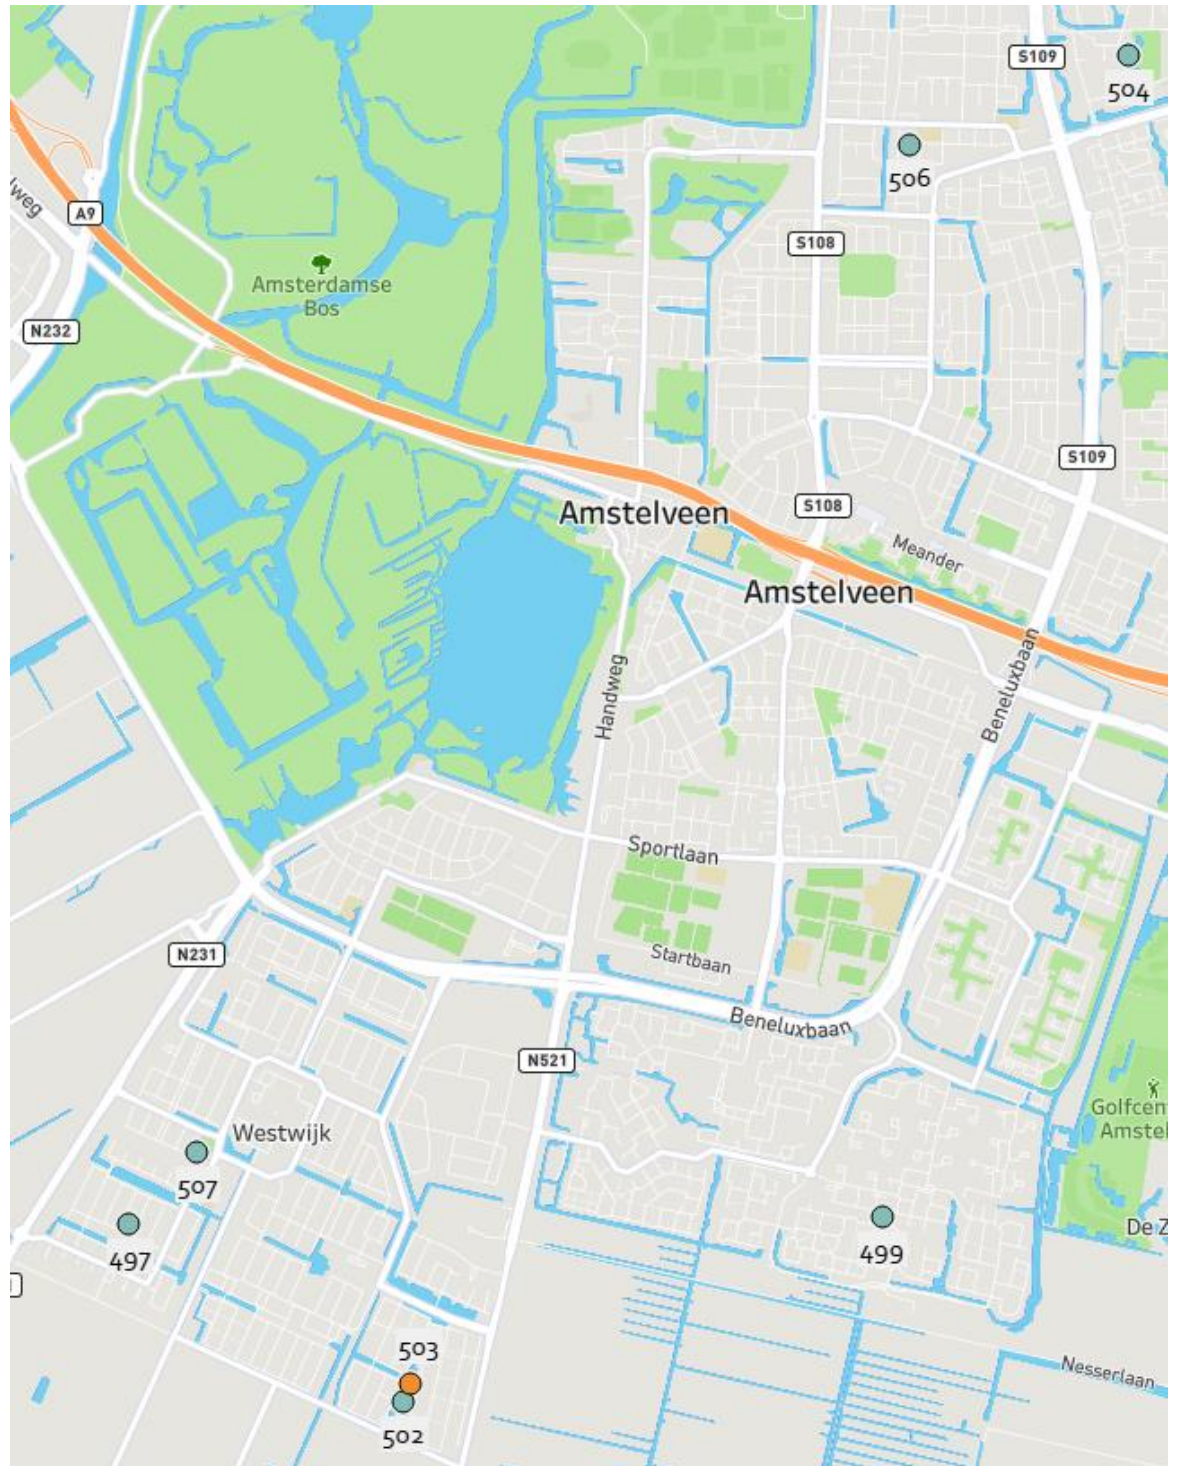 S109
504
506
lweg
A9
S108
Amsterdamse
Bos
N232
S109
S108
Amstelveen
Meander
Amstelveen
Beneluxbaan
Handweg
Sportlaan
N231
Startbaan
Beneluxbaan
N521
Golfcen
Amstel
Westwijk
507
De Z
499
497
503
Nesserlaan
502